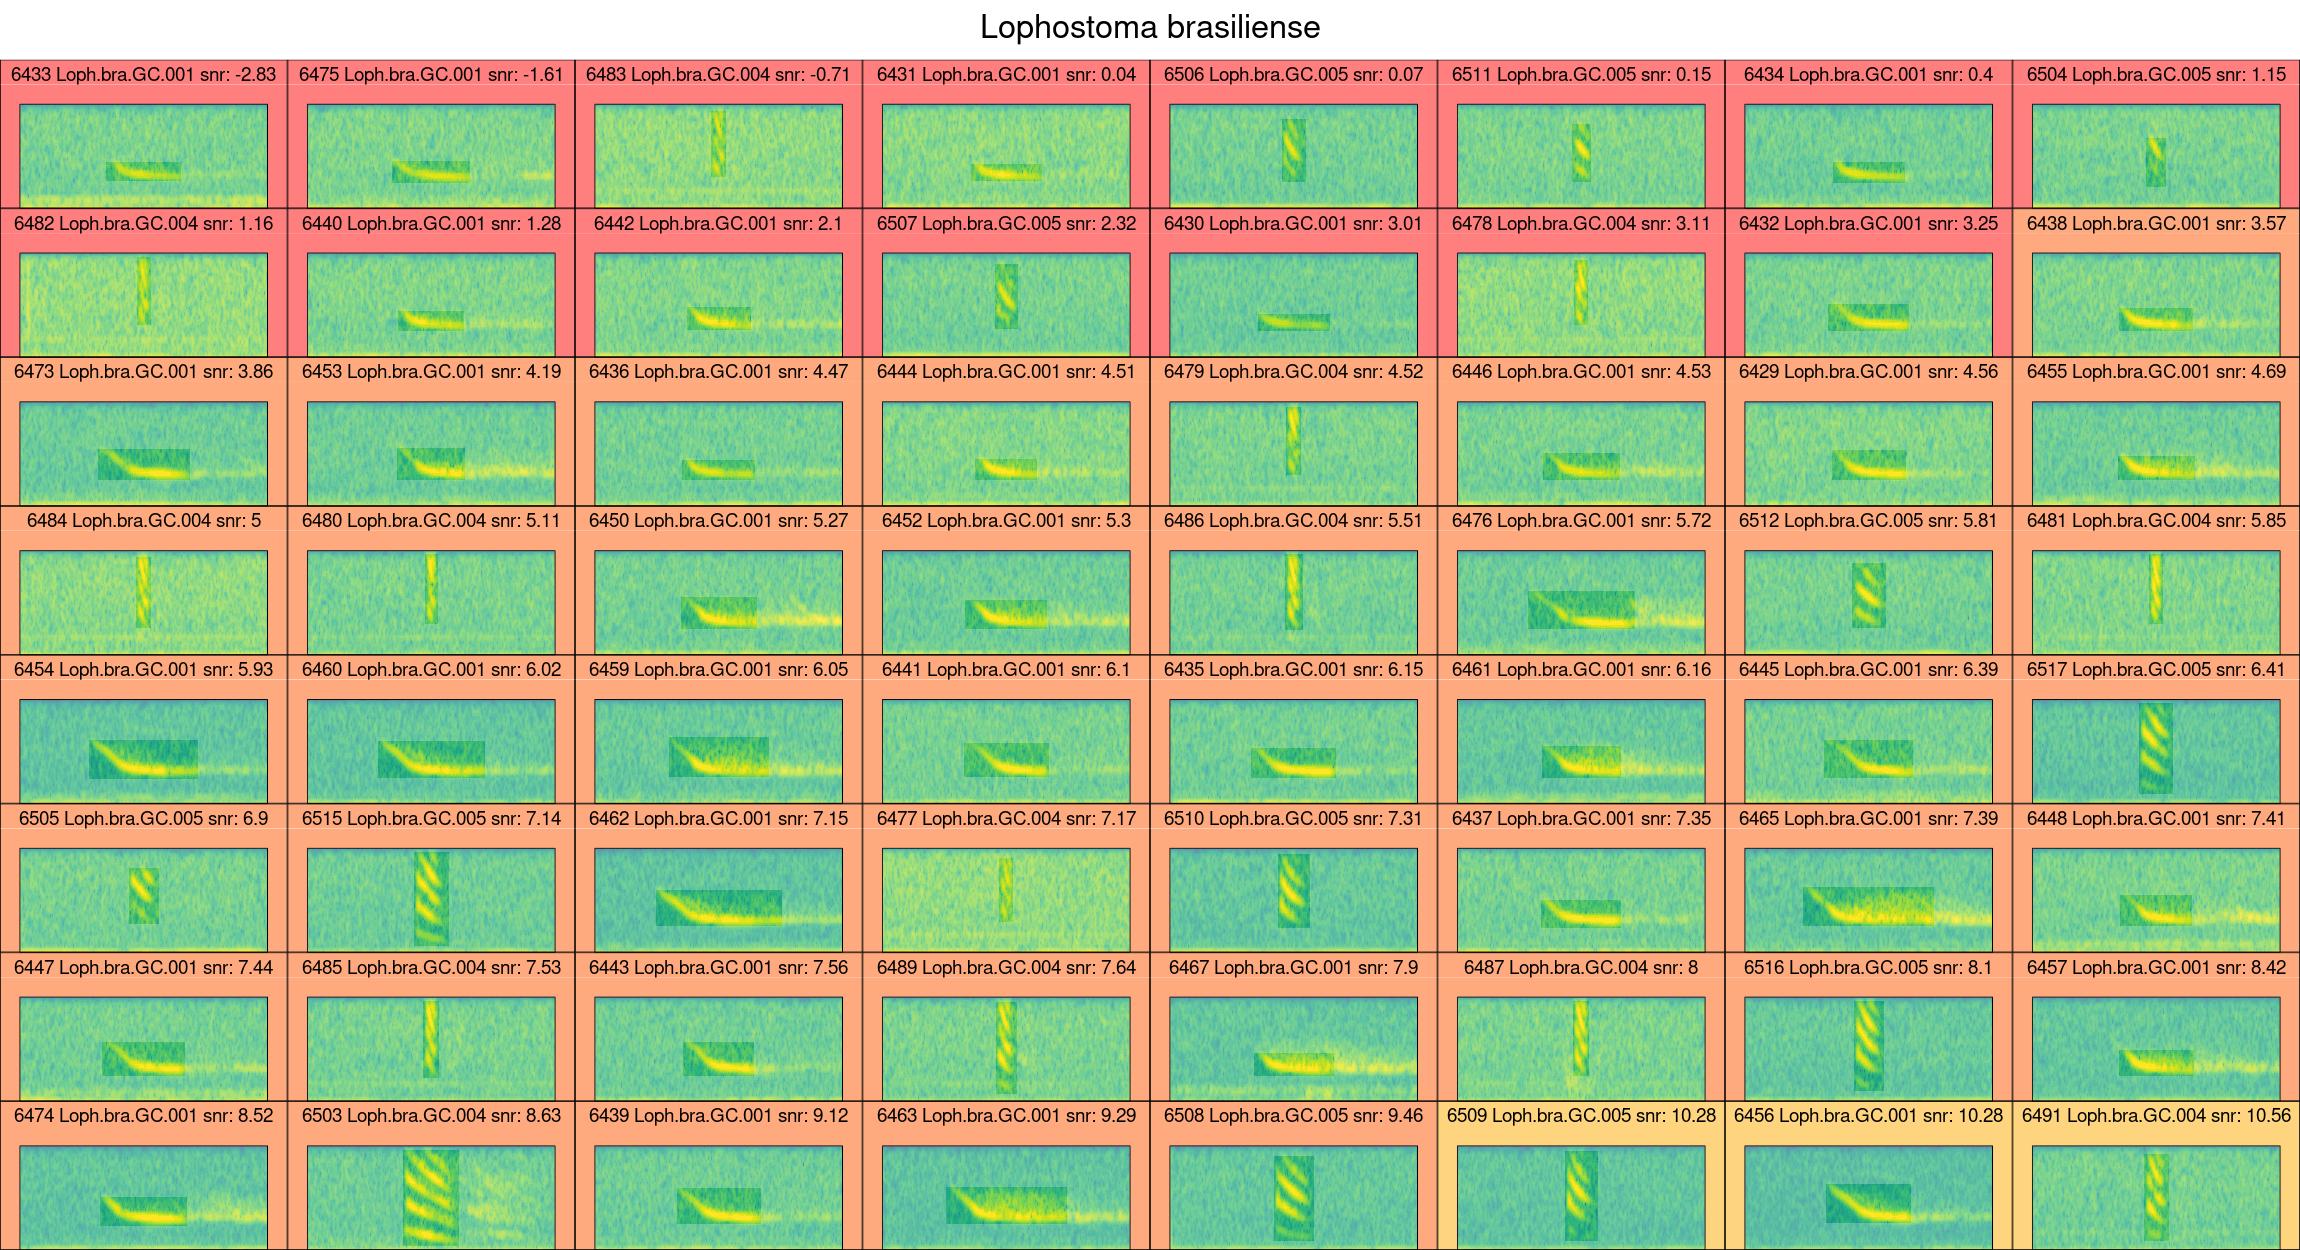 Lophostoma brasiliense
6433 Loph.bra.GC.001 snr: -2.83
6475 Loph.bra.GC.001 snr: -1.61
6483 Loph.bra.GC.004 snr: -0.71
6431 Loph.bra.GC.001 snr: 0.04
6506 Loph.bra.GC.005 snr: 0.07
6511 Loph.bra.GC.005 snr: 0.15
6434 Loph.bra.GC.001 snr: 0.4
6504 Loph.bra.GC.005 snr: 1.15
6482 Loph.bra.GC.004 snr: 1.16
6440 Loph.bra.GC.001 snr: 1.28
6442 Loph.bra.GC.001 snr: 2.1
6507 Loph.bra.GC.005 snr: 2.32
6430 Loph.bra.GC.001 snr: 3.01
6478 Loph.bra.GC.004 snr: 3.11
6432 Loph.bra.GC.001 snr: 3.25
6438 Loph.bra.GC.001 snr: 3.57
6473 Loph.bra.GC.001 snr: 3.86
6453 Loph.bra.GC.001 snr: 4.19
6436 Loph.bra.GC.001 snr: 4.47
6444 Loph.bra.GC.001 snr: 4.51
6479 Loph.bra.GC.004 snr: 4.52
6446 Loph.bra.GC.001 snr: 4.53
6429 Loph.bra.GC.001 snr: 4.56
6455 Loph.bra.GC.001 snr: 4.69
6484 Loph.bra.GC.004 snr: 5
6480 Loph.bra.GC.004 snr: 5.11
6450 Loph.bra.GC.001 snr: 5.27
6452 Loph.bra.GC.001 snr: 5.3
6486 Loph.bra.GC.004 snr: 5.51
6476 Loph.bra.GC.001 snr: 5.72
6512 Loph.bra.GC.005 snr: 5.81
6481 Loph.bra.GC.004 snr: 5.85
6454 Loph.bra.GC.001 snr: 5.93
6460 Loph.bra.GC.001 snr: 6.02
6459 Loph.bra.GC.001 snr: 6.05
6441 Loph.bra.GC.001 snr: 6.1
6435 Loph.bra.GC.001 snr: 6.15
6461 Loph.bra.GC.001 snr: 6.16
6445 Loph.bra.GC.001 snr: 6.39
6517 Loph.bra.GC.005 snr: 6.41
6505 Loph.bra.GC.005 snr: 6.9
6515 Loph.bra.GC.005 snr: 7.14
6462 Loph.bra.GC.001 snr: 7.15
6477 Loph.bra.GC.004 snr: 7.17
6510 Loph.bra.GC.005 snr: 7.31
6437 Loph.bra.GC.001 snr: 7.35
6465 Loph.bra.GC.001 snr: 7.39
6448 Loph.bra.GC.001 snr: 7.41
6447 Loph.bra.GC.001 snr: 7.44
6485 Loph.bra.GC.004 snr: 7.53
6443 Loph.bra.GC.001 snr: 7.56
6489 Loph.bra.GC.004 snr: 7.64
6467 Loph.bra.GC.001 snr: 7.9
6487 Loph.bra.GC.004 snr: 8
6516 Loph.bra.GC.005 snr: 8.1
6457 Loph.bra.GC.001 snr: 8.42
6474 Loph.bra.GC.001 snr: 8.52
6503 Loph.bra.GC.004 snr: 8.63
6439 Loph.bra.GC.001 snr: 9.12
6463 Loph.bra.GC.001 snr: 9.29
6508 Loph.bra.GC.005 snr: 9.46
6509 Loph.bra.GC.005 snr: 10.28
6456 Loph.bra.GC.001 snr: 10.28
6491 Loph.bra.GC.004 snr: 10.56